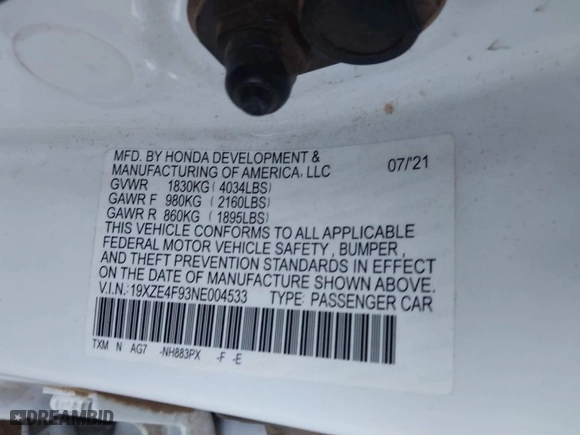 MFD. BY HONDA DEVELOPMENT &
MANUFACTURING OF AMERICA, LLC 07/'21
GVWR 1830KG (4034LBS)
GAWR F 980KG (2160LBS)
GAWR R 860KG (1895LBS)
THIS VEHICLE CONFORMS TO ALL APPLICABLE
FEDERAL MOTOR VEHICLE SAFETY , BUMPER ,
AND THEFT PREVENTION STANDARDS IN EFFECT
ON THE DATE OF MANUFACTURE SHOWN ABOVE.
V.I.N.: 19XZE4F93NE004533 TYPE: PASSENGER CAR
TXM N AG7 -NH883PX -F -E
DREAMBID